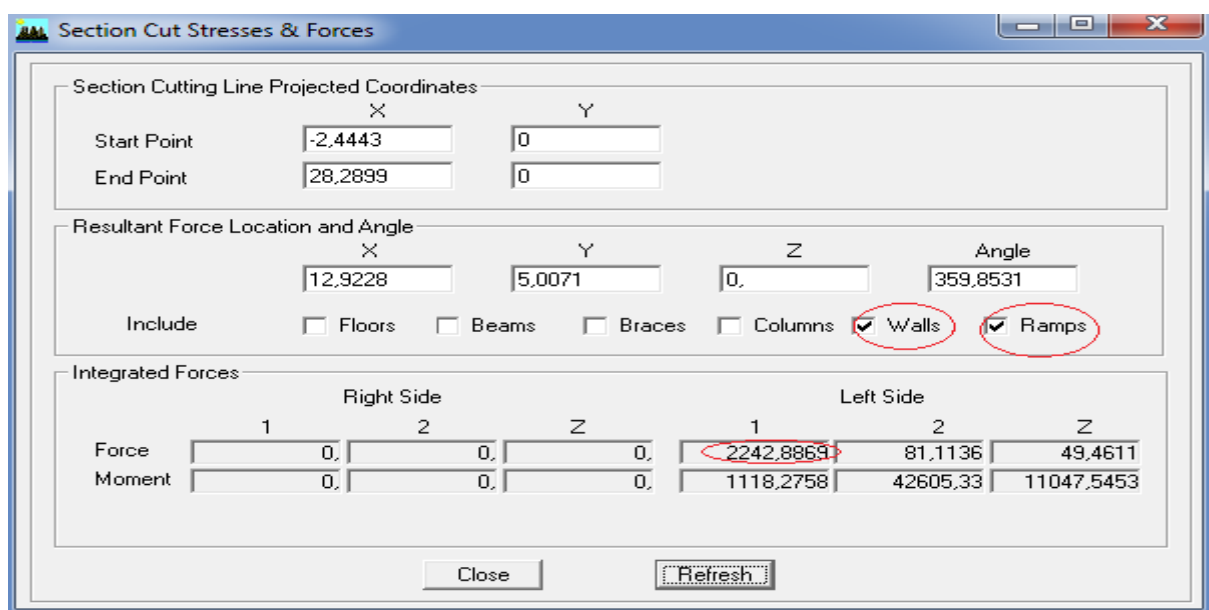 Section Cut Stresses & Forces
Section Cutting Line Projected Coordinates
X Y
Start Point -2,4443 0
End Point 28,2899 0
Resultant Force Location and Angle
X Y Z Angle
12,9228 5,0071 0, 359,8531
Include Floors Beams Braces Columns Walls Ramps
Integrated Forces
Right Side Left Side
1 2 Z 1 2 Z
Force 0, 0, 0, 2242,8869 81,1136 49,4611
Moment 0, 0, 0, 1118,2758 42605,33 11047,5453
Close Refresh